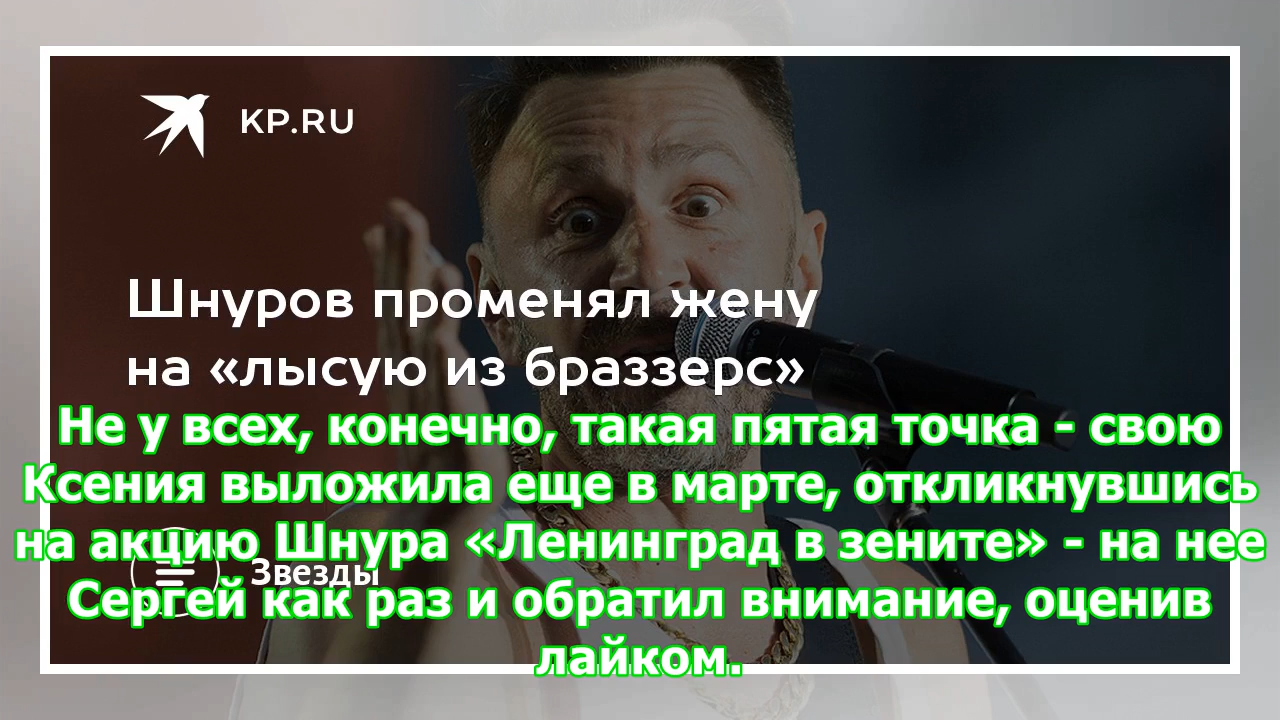 KP.RU
Шнуров променял жену
на «лысую из браззерс»
Не у всех, конечно, такая пятая точка - свою
Ксения выложила еще в марте, откликнувшись
на акцию Шнура «Ленинград в зените» - на нее
Звезды
Сергей как раз и обратил внимание, оценив
лайком.